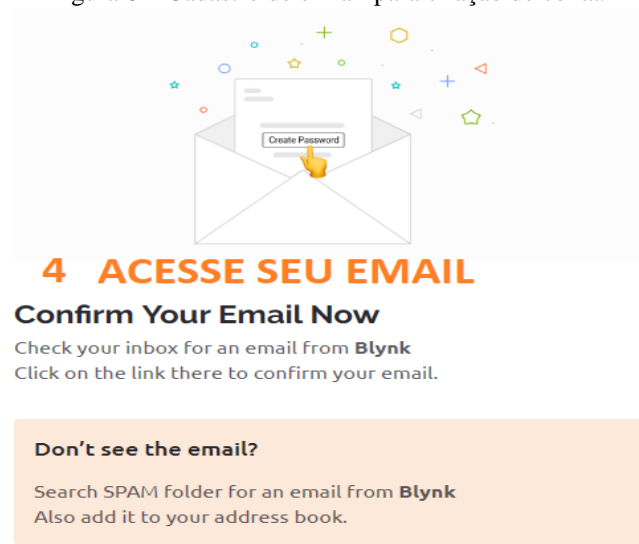 para
Create Password
4 ACESSE SEU EMAIL
Confirm Your Email Now
Check your inbox for an email from Blynk
Click on the link there to confirm your email.
Don't see the email?
Search SPAM folder for an email from Blynk
Also add it to your address book.